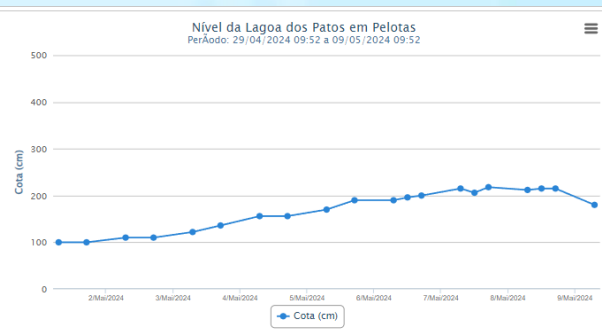 Nível da Lagoa dos Patos em Pelotas
PerÃodo: 29/04/2024 09:52 a 09/05/2024 09:52
500
400
300
200
100
0
Cota (cm)
2/Mai/2024 3/Mai/2024 4/Mai/2024 5/Mai/2024 6/Mai/2024 7/Mai/2024 8/Mai/2024 9/Mai/2024
Cota (cm)